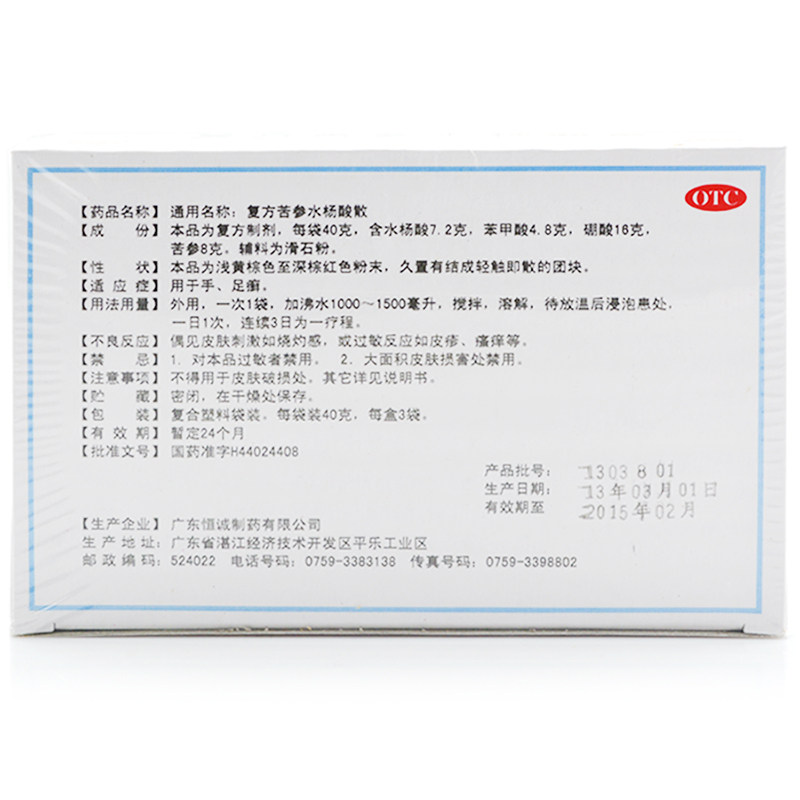 OTC
【药品名称】通用名称：复方苦参水杨酸散
【成　份】本品为复方制剂，每袋40克，含水杨酸7.2克，苯甲酸4.8克，硼酸16克，
苦参8克。辅料为滑石粉。
【性　状】本品为浅黄棕色至深棕红色粉末，久置有结成轻触即散的团块。
【适应症】用于手、足癣。
【用法用量】外用，一次1袋，加沸水1000～1500毫升，搅拌，溶解，待放温后浸泡患处，
一日1次，连续3日为一疗程。
【不良反应】偶见皮肤刺激如烧灼感，或过敏反应如皮疹、瘙痒等。
【禁　忌】1．对本品过敏者禁用。 2．大面积皮肤损害处禁用。
【注意事项】不得用于皮肤破损处。其它详见说明书。
【贮　藏】密闭，在干燥处保存。
【包　装】复合塑料袋装。每袋装40克，每盒3袋。
【有效期】暂定24个月
【批准文号】国药准字H44024408
产品批号：1303 8 01
生产日期：13年03月01日
有效期至 2015年02月
【生产企业】广东恒诚制药有限公司
生产地址：广东省湛江经济技术开发区平乐工业区
邮政编码：524022 电话号码：0759-3383138 传真号码：0759-3398802